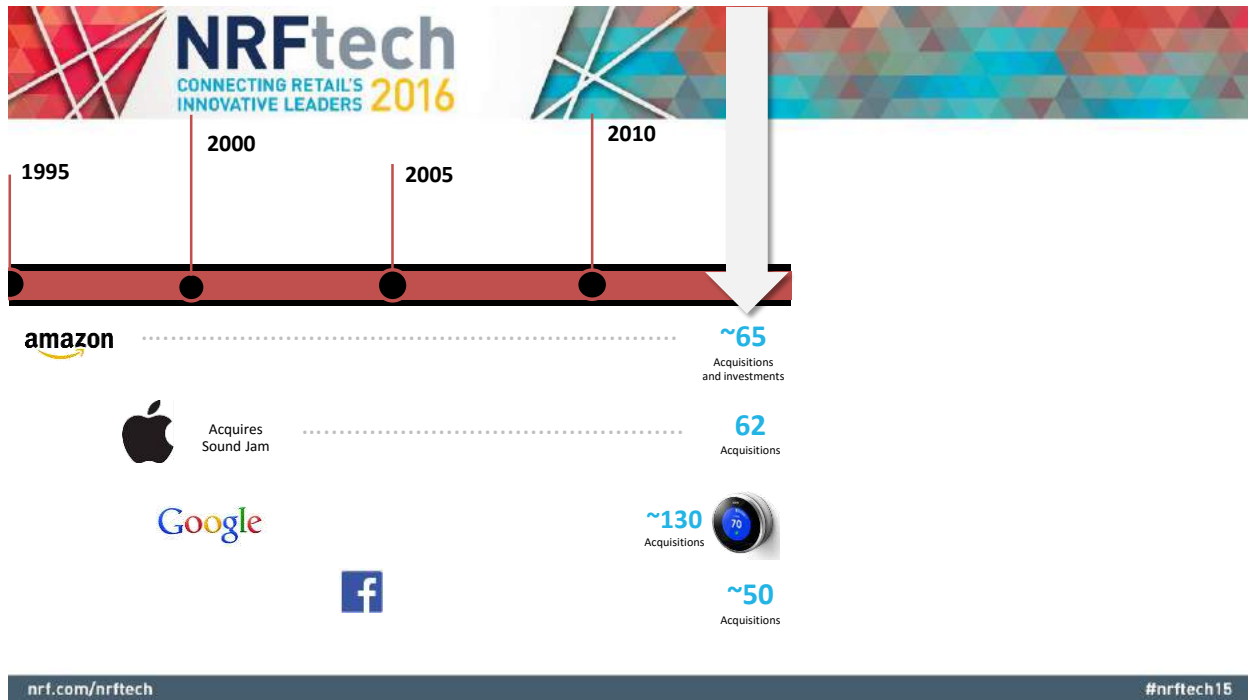 NRFtech
CONNECTING RETAIL'S
INNOVATIVE LEADERS 2016
1995
2000
2005
2010
amazon
~65
Acquisitions
and investments
Acquires
Sound Jam
62
Acquisitions
Google
~130
Acquisitions
70
f
~50
Acquisitions
nrf.com/nrftech
#nrftech15